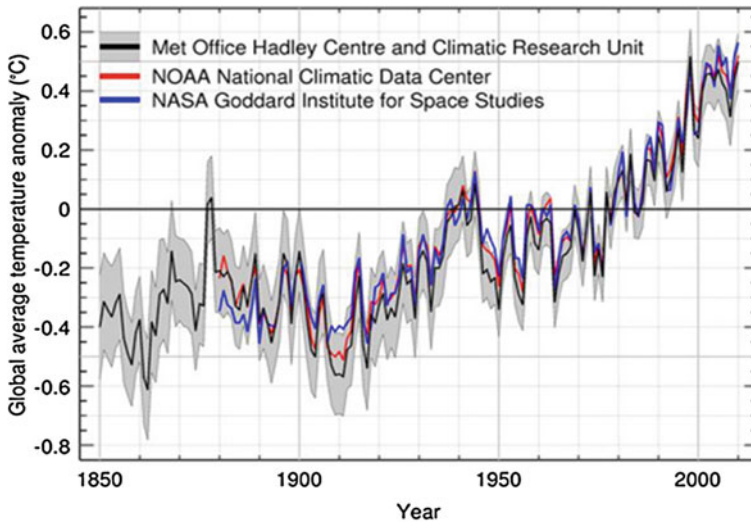 Met Office Hadley Centre and Climatic Research Unit
NOAA National Climatic Data Center
NASA Goddard Institute for Space Studies
Global average temperature anomaly (°C)
0.6
0.4
0.2
0
-0.2
-0.4
-0.6
-0.8
1850 1900 1950 2000
Year